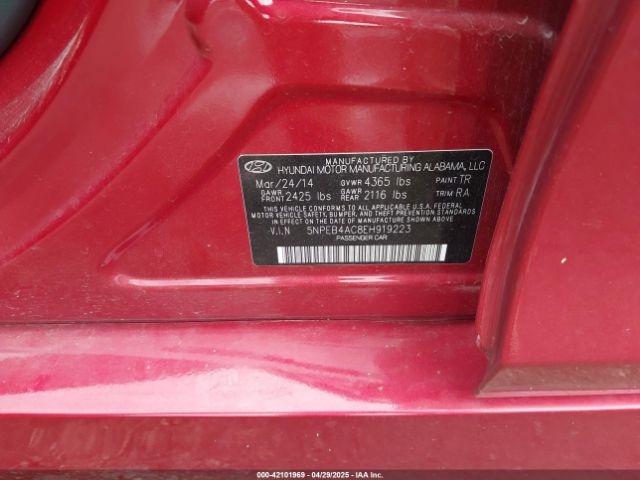 MANUFACTURED BY
HYUNDAI MOTOR MANUFACTURING ALABAMA, LLC
Mar/24/14 GVWR 4365 lbs PAINT TR
GAWR FRONT 2425 lbs GAWR REAR 2116 lbs TRIM RA
THIS VEHICLE CONFORMS TO ALL APPLICABLE U.S. FEDERAL
MOTOR VEHICLE SAFETY, BUMPER, AND THEFT PREVENTION STANDARDS
IN EFFECT ON THE DATE OF MANUFACTURE SHOWN ABOVE.
V.I.N 5NPEB4AC8EH919223
PASSENGER CAR
000-42101969 04/29/2025 IAAI.COM